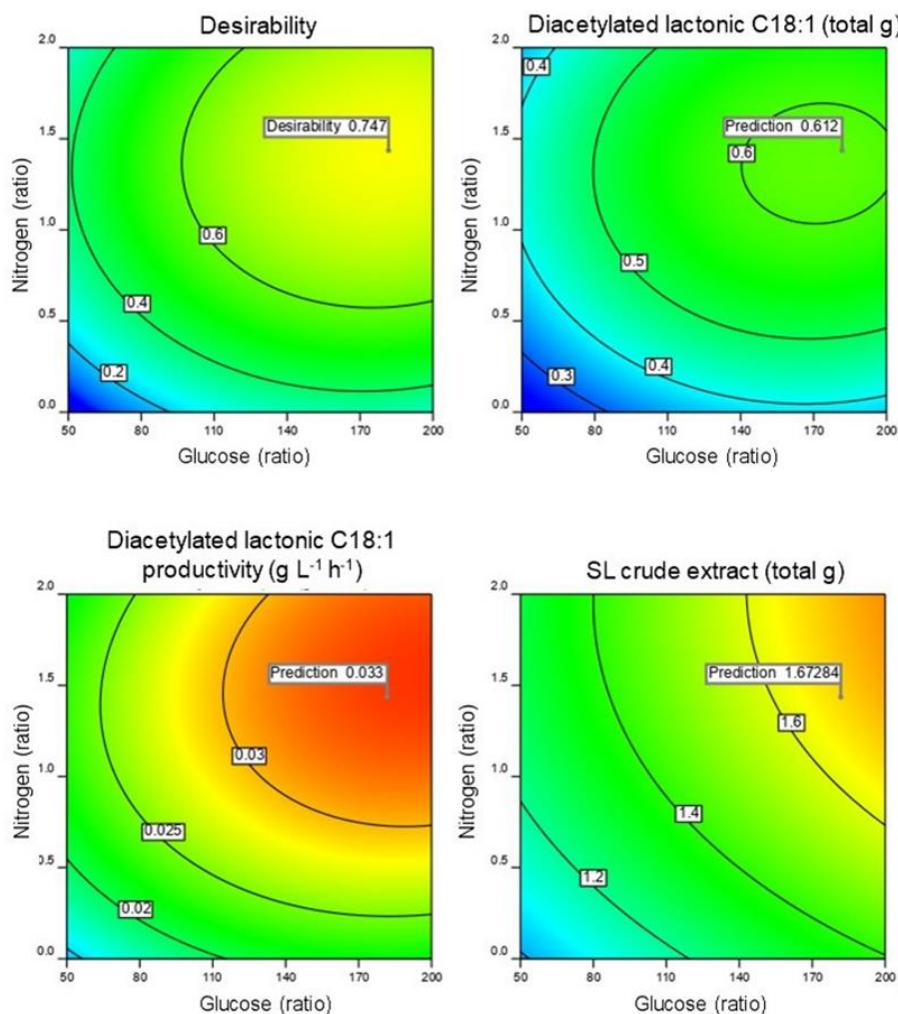 Desirability
2.0
1.5
1.0
0.5
0.0
Nitrogen (ratio)
Desirability 0.747
0.6
0.4
0.2
50 80 110 140 170 200
Glucose (ratio)
Diacetylated lactonic C18:1 (total g)
2.0
1.5
1.0
0.5
0.0
Nitrogen (ratio)
0.4
Prediction 0.612
0.6
0.5
0.4
0.3
50 80 110 140 170 200
Glucose (ratio)
Diacetylated lactonic C18:1
productivity (g L⁻¹ h⁻¹)
2.0
1.5
1.0
0.5
0.0
Nitrogen (ratio)
Prediction 0.033
0.03
0.025
0.02
50 80 110 140 170 200
Glucose (ratio)
SL crude extract (total g)
2.0
1.5
1.0
0.5
0.0
Nitrogen (ratio)
Prediction 1.67284
1.6
1.4
1.2
50 80 110 140 170 200
Glucose (ratio)